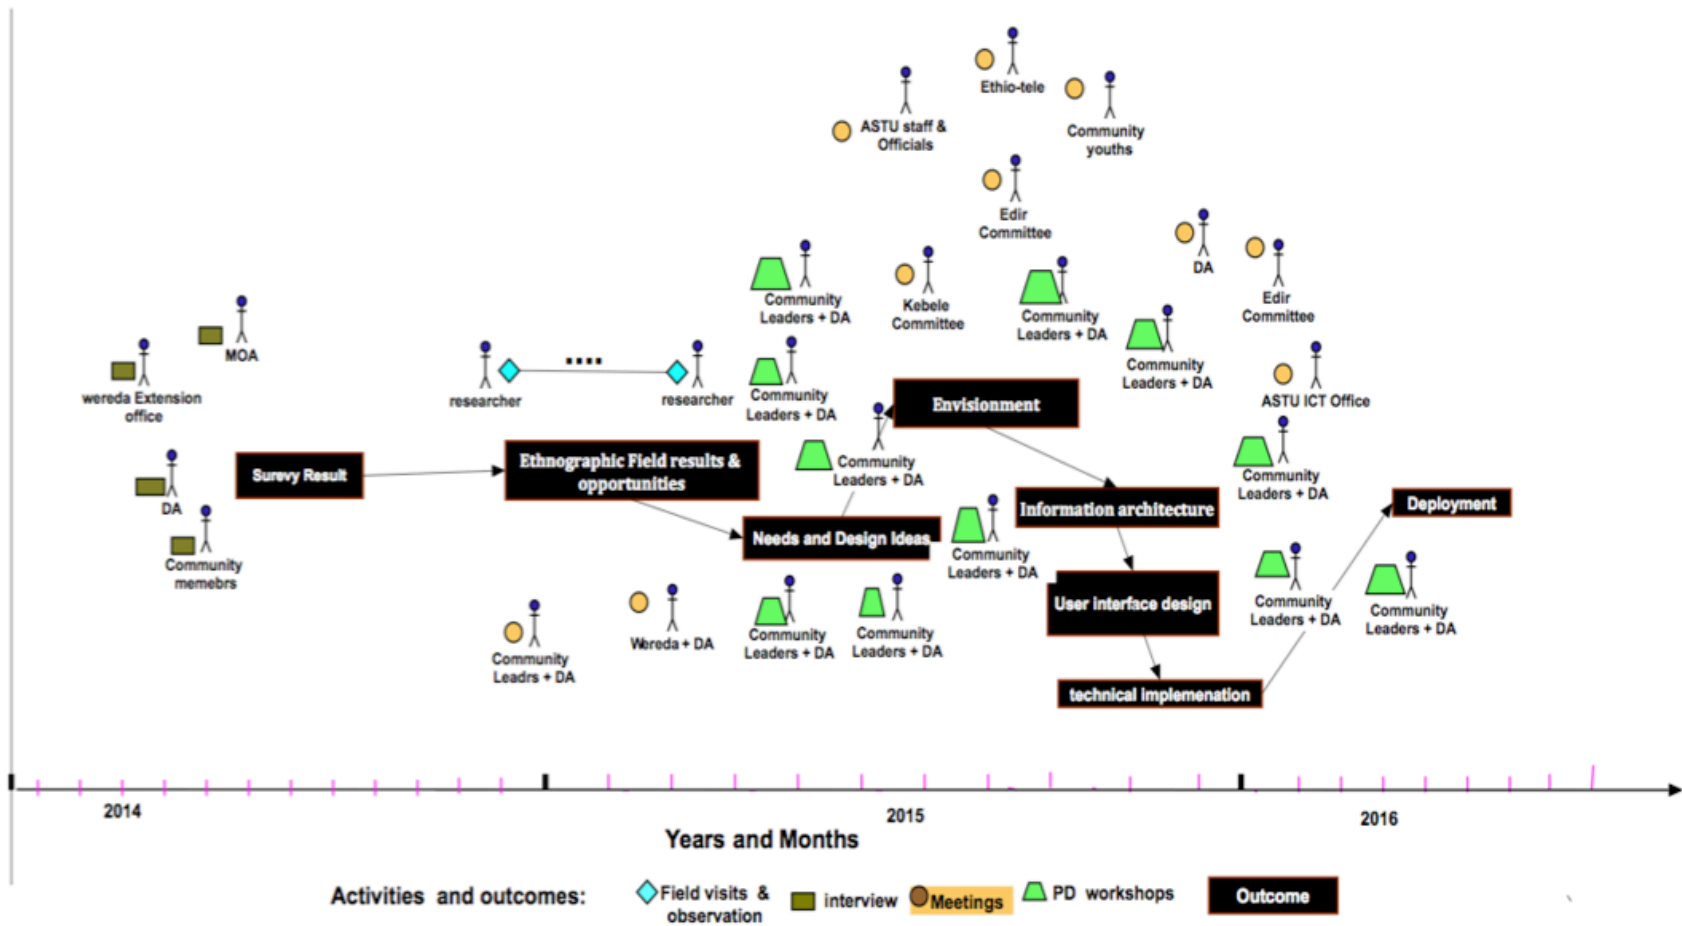 Ethio-tele
ASTU staff &
Officials
Community
youths
Edir
Committee
DA
Community
Leaders + DA
Kebele
Committee
Community
Leaders + DA
Edir
Committee
MOA
wereda Extension
office
researcher
....
researcher
Community
Leaders + DA
Community
Leaders + DA
ASTU ICT Office
Envisionment
Surevy Result
Ethnographic Field results &
opportunities
Community
Leaders + DA
Community
Leaders + DA
DA
Information architecture
Deployment
Needs and Design Ideas
Community
memebrs
Community
Leaders + DA
User interface design
Community
Leaders + DA
Community
Leaders + DA
Community
Leadrs + DA
Wereda + DA
Community
Leaders + DA
Community
Leaders + DA
technical implemenation
2014
2015
2016
Years and Months
Activities and outcomes:
Field visits &
observation
interview
Meetings
PD workshops
Outcome